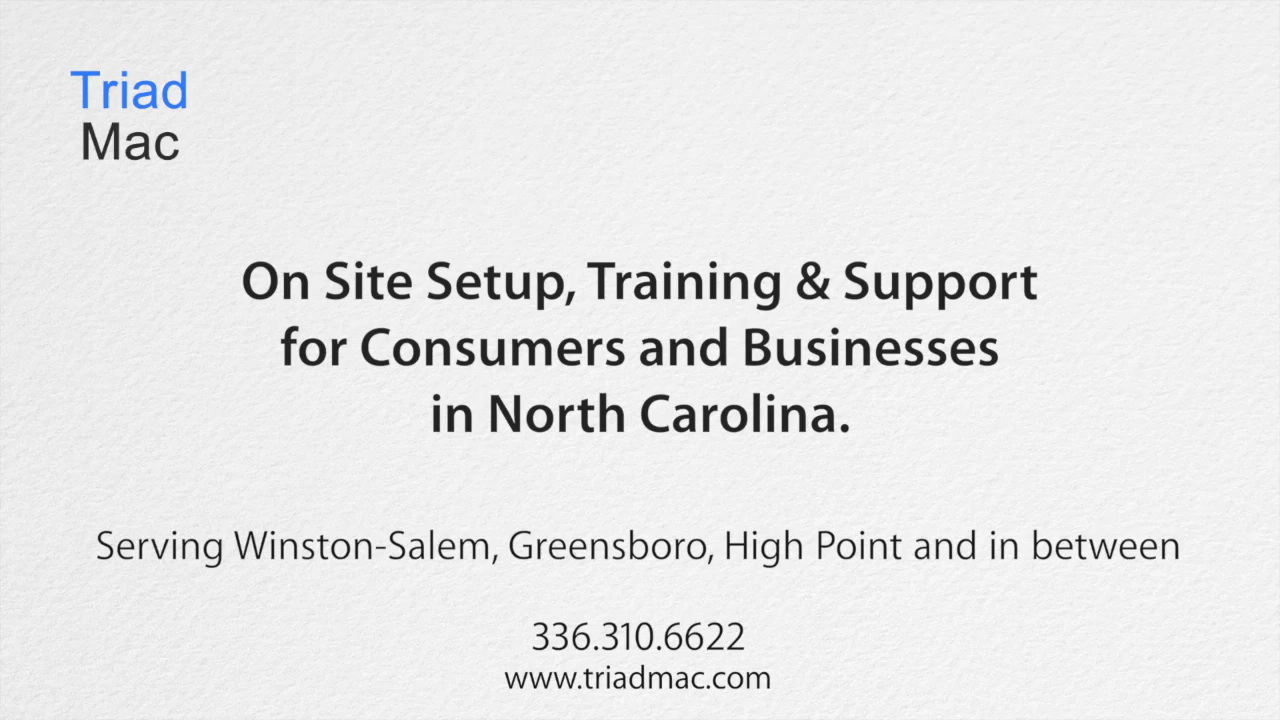 Triad
Mac
On Site Setup, Training & Support
for Consumers and Businesses
in North Carolina.
Serving Winston-Salem, Greensboro, High Point and in between
336.310.6622
www.triadmac.com